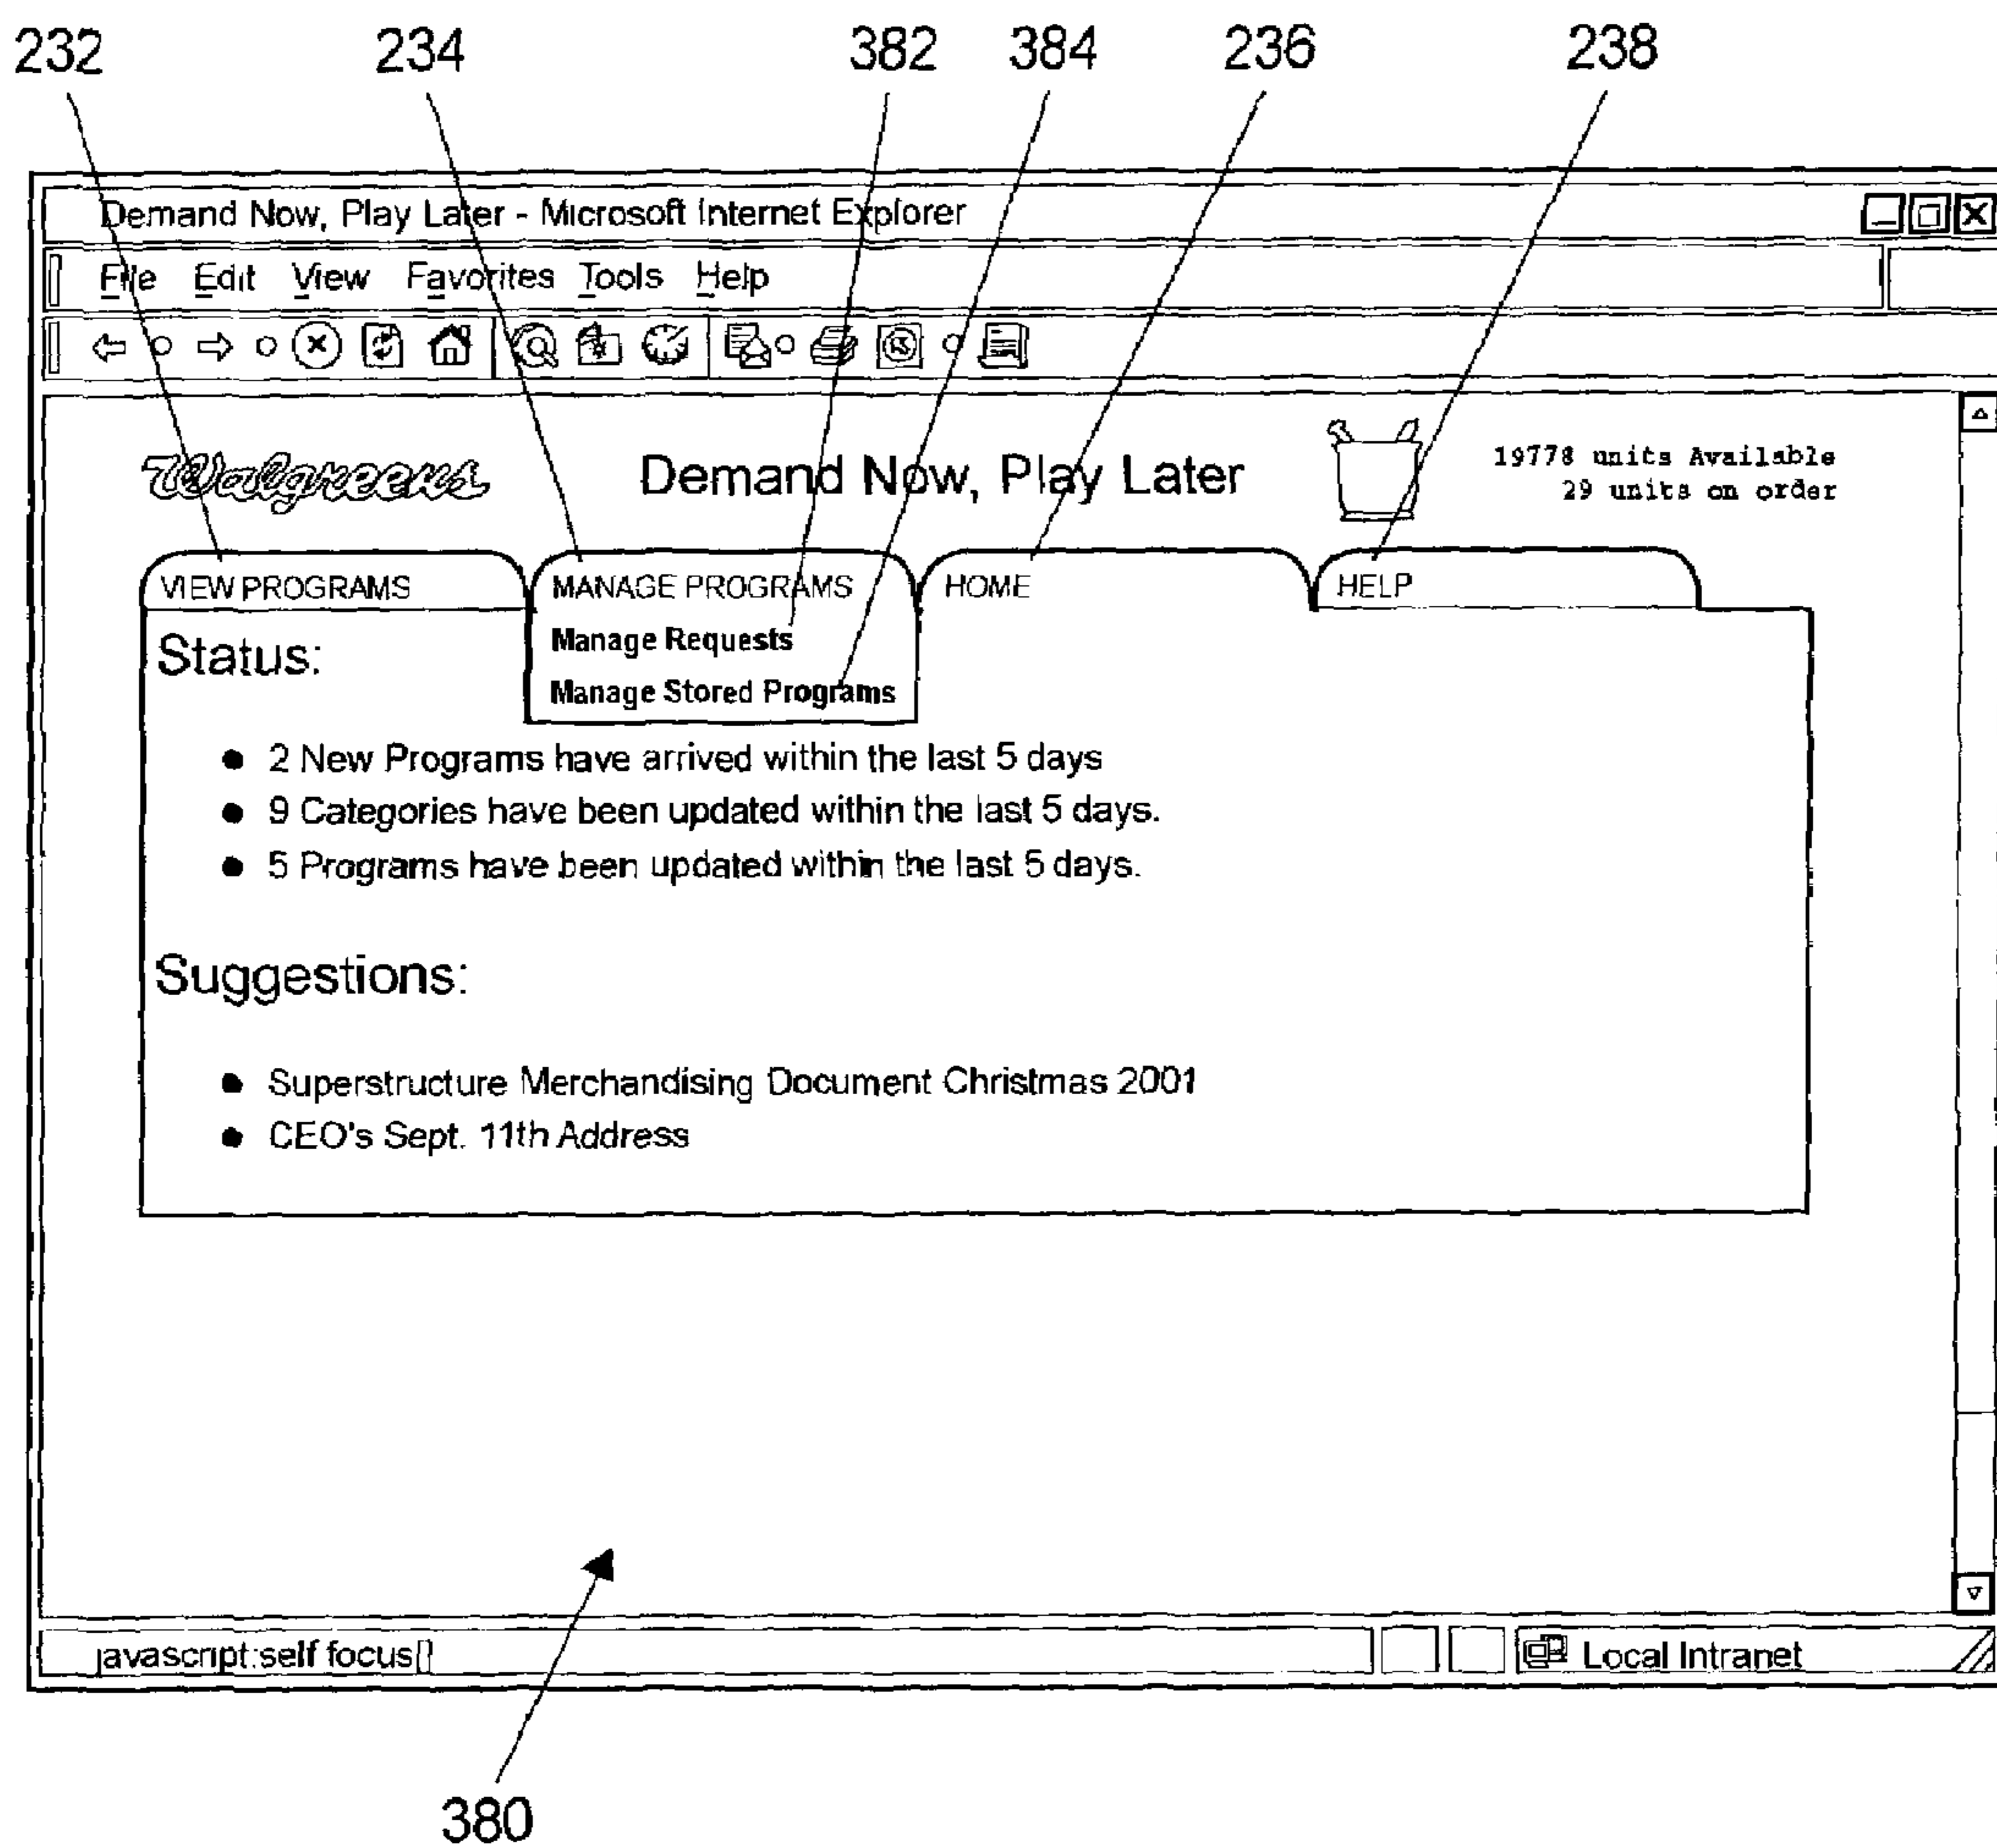 232 234 382 384 236 238
Demand Now, Play Later - Microsoft Internet Explorer
File Edit View Favorites Tools Help
Walgreens
Demand Now, Play Later
19778 units Available
29 units on order
VIEW PROGRAMS
MANAGE PROGRAMS
HOME
HELP
Manage Requests
Manage Stored Programs
Status:
2 New Programs have arrived within the last 5 days
9 Categories have been updated within the last 5 days.
5 Programs have been updated within the last 5 days.
Suggestions:
Superstructure Merchandising Document Christmas 2001
CEO's Sept. 11th Address
javascript:self focus[]
Local Intranet
380